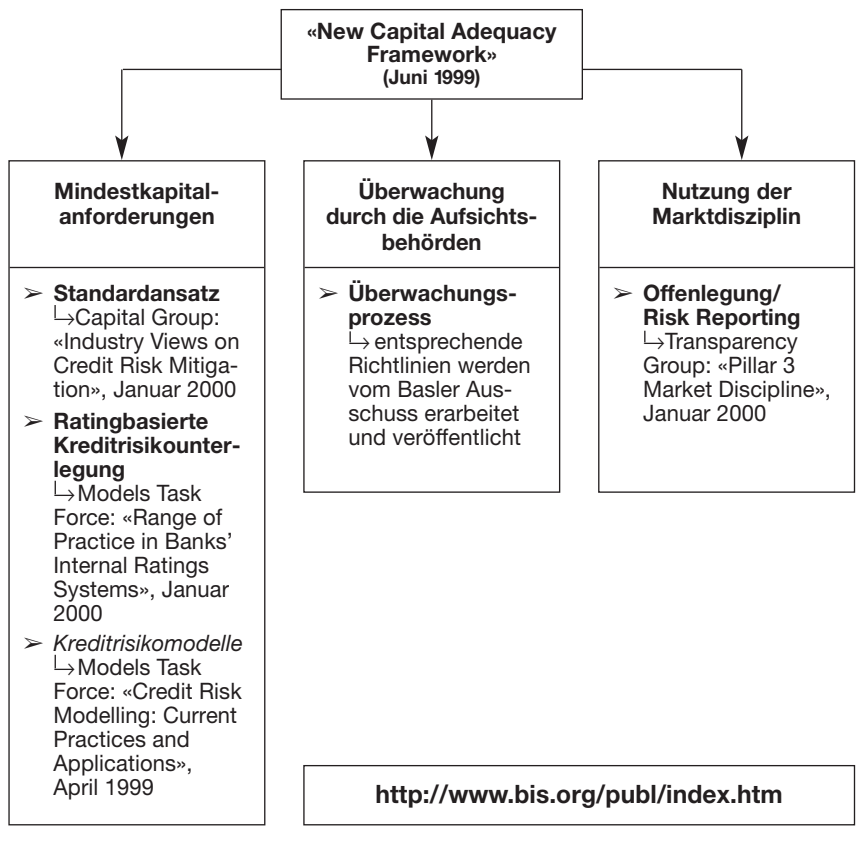 «New Capital Adequacy
Framework»
(Juni 1999)
Mindestkapital-
anforderungen
➢ Standardansatz
↳Capital Group:
«Industry Views on
Credit Risk Mitiga-
tion», Januar 2000
➢ Ratingbasierte
Kreditrisikounter-
legung
↳Models Task
Force: «Range of
Practice in Banks’
Internal Ratings
Systems», Januar
2000
➢ Kreditrisikomodelle
↳Models Task
Force: «Credit Risk
Modelling: Current
Practices and
Applications»,
April 1999
Überwachung
durch die Aufsichts-
behörden
➢ Überwachungs-
prozess
↳ entsprechende
Richtlinien werden
vom Basler Aus-
schuss erarbeitet
und veröffentlicht
Nutzung der
Marktdisziplin
➢ Offenlegung/
Risk Reporting
↳Transparency
Group: «Pillar 3
Market Discipline»,
Januar 2000
http://www.bis.org/publ/index.htm